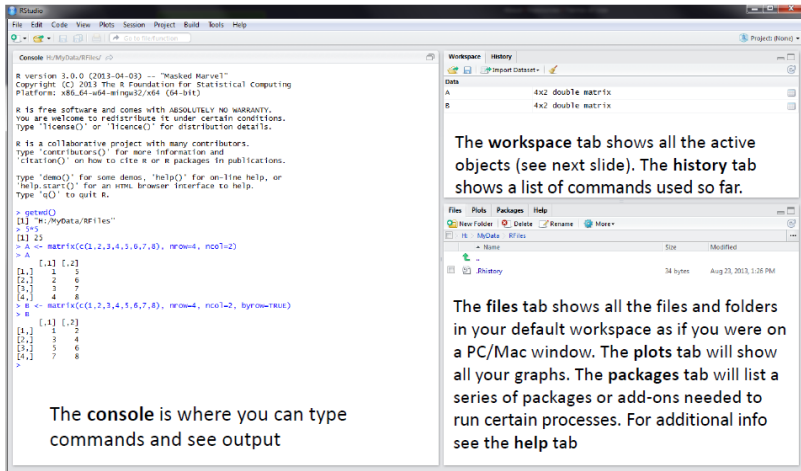 RStudio
File Edit Code View Plots Session Project Build Tools Help
Go to file/function
Project: (None)
Console H:/MyData/RFiles/
R version 3.0.0 (2013-04-03) -- "Masked Marvel"
Copyright (C) 2013 The R Foundation for Statistical Computing
Platform: x86_64-w64-mingw32/x64 (64-bit)
R is free software and comes with ABSOLUTELY NO WARRANTY.
You are welcome to redistribute it under certain conditions.
Type 'license()' or 'licence()' for distribution details.
R is a collaborative project with many contributors.
Type 'contributors()' for more information and
'citation()' on how to cite R or R packages in publications.
Type 'demo()' for some demos, 'help()' for on-line help, or
'help.start()' for an HTML browser interface to help.
Type 'q()' to quit R.
> getwd()
[1] "H:/MyData/RFiles"
> 5*5
[1] 25
> A <- matrix(c(1,2,3,4,5,6,7,8), nrow=4, ncol=2)
> A
[,1] [,2]
[1,] 1 5
[2,] 2 6
[3,] 3 7
[4,] 4 8
> B <- matrix(c(1,2,3,4,5,6,7,8), nrow=4, ncol=2, byrow=TRUE)
> B
[,1] [,2]
[1,] 1 2
[2,] 3 4
[3,] 5 6
[4,] 7 8
>
The console is where you can type
commands and see output
Workspace History
Import Dataset
Data
A 4x2 double matrix
B 4x2 double matrix
The workspace tab shows all the active
objects (see next slide). The history tab
shows a list of commands used so far.
Files Plots Packages Help
New Folder Delete Rename More
H: MyData RFiles
Name Size Modified
..
.Rhistory 34 bytes Aug 23, 2013, 1:26 PM
The files tab shows all the files and folders
in your default workspace as if you were on
a PC/Mac window. The plots tab will show
all your graphs. The packages tab will list a
series of packages or add-ons needed to
run certain processes. For additional info
see the help tab